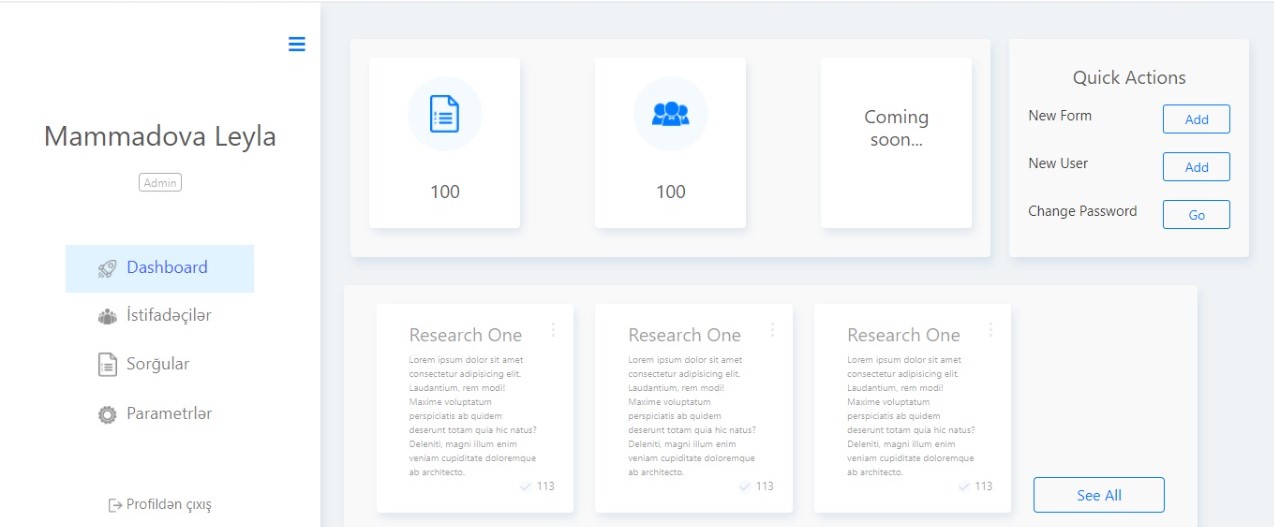 Mammadova Leyla
Admin
Dashboard
İstifadəçilər
Sorğular
Parametrlər
Profildən çıxış
100
100
Coming
soon...
Quick Actions
New Form
Add
New User
Add
Change Password
Go
Research One
Lorem ipsum dolor sit amet
consectetur adipisicing elit.
Laudantium, rem modi!
Maxime voluptatum
perspiciatis ab quidem
deserunt totam quia hic natus?
Deleniti, magni illum enim
veniam cupiditate doloremque
ab architecto.
113
Research One
Lorem ipsum dolor sit amet
consectetur adipisicing elit.
Laudantium, rem modi!
Maxime voluptatum
perspiciatis ab quidem
deserunt totam quia hic natus?
Deleniti, magni illum enim
veniam cupiditate doloremque
ab architecto.
113
Research One
Lorem ipsum dolor sit amet
consectetur adipisicing elit.
Laudantium, rem modi!
Maxime voluptatum
perspiciatis ab quidem
deserunt totam quia hic natus?
Deleniti, magni illum enim
veniam cupiditate doloremque
ab architecto.
113
See All